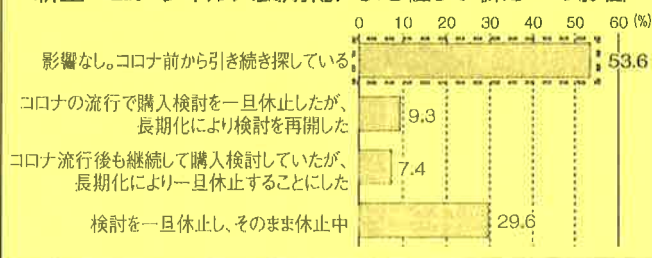 0 10 20 30 40 50 60 (%)
影響なし。コロナ前から引き続き探している 53.6
コロナの流行で購入検討を一旦休止したが、
長期化により検討を再開した 9.3
コロナ流行後も継続して購入検討していたが、
長期化により一旦休止することにした 7.4
検討を一旦休止し、そのまま休止中 29.6